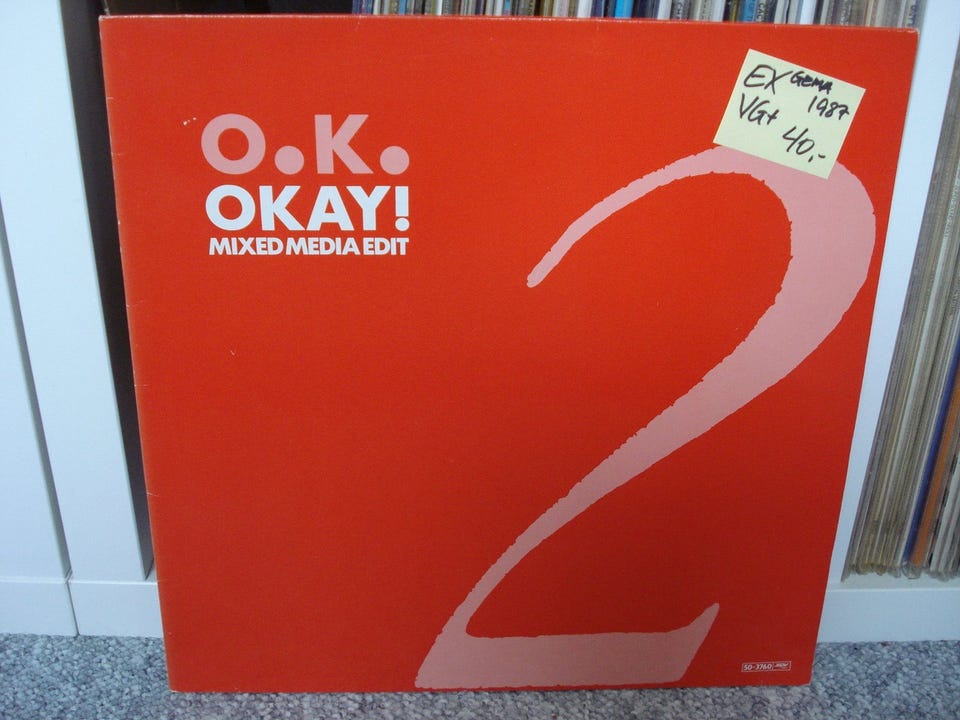 O.K.
OKAY!
MIXED MEDIA EDIT
EX GEMA
VG+ 1987
40,-
2
50-3760